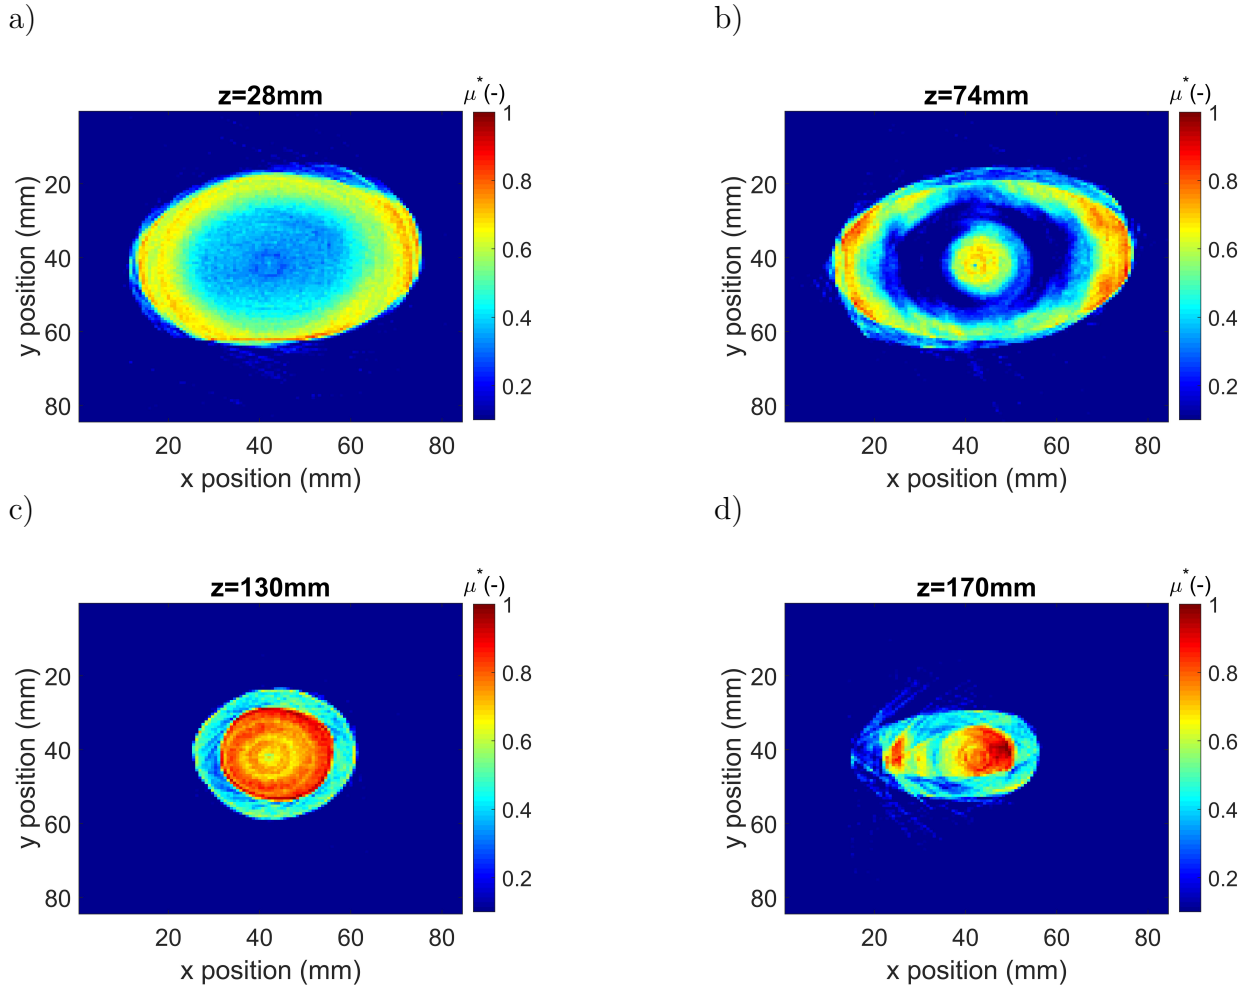 a)
b)
z=28mm
μ*(-)
z=74mm
μ*(-)
y position (mm)
20
40
60
80
20 40 60 80
x position (mm)
1
0.8
0.6
0.4
0.2
y position (mm)
20
40
60
80
20 40 60 80
x position (mm)
1
0.8
0.6
0.4
0.2
c)
d)
z=130mm
μ*(-)
z=170mm
μ*(-)
y position (mm)
20
40
60
80
20 40 60 80
x position (mm)
1
0.8
0.6
0.4
0.2
y position (mm)
20
40
60
80
20 40 60 80
x position (mm)
1
0.8
0.6
0.4
0.2